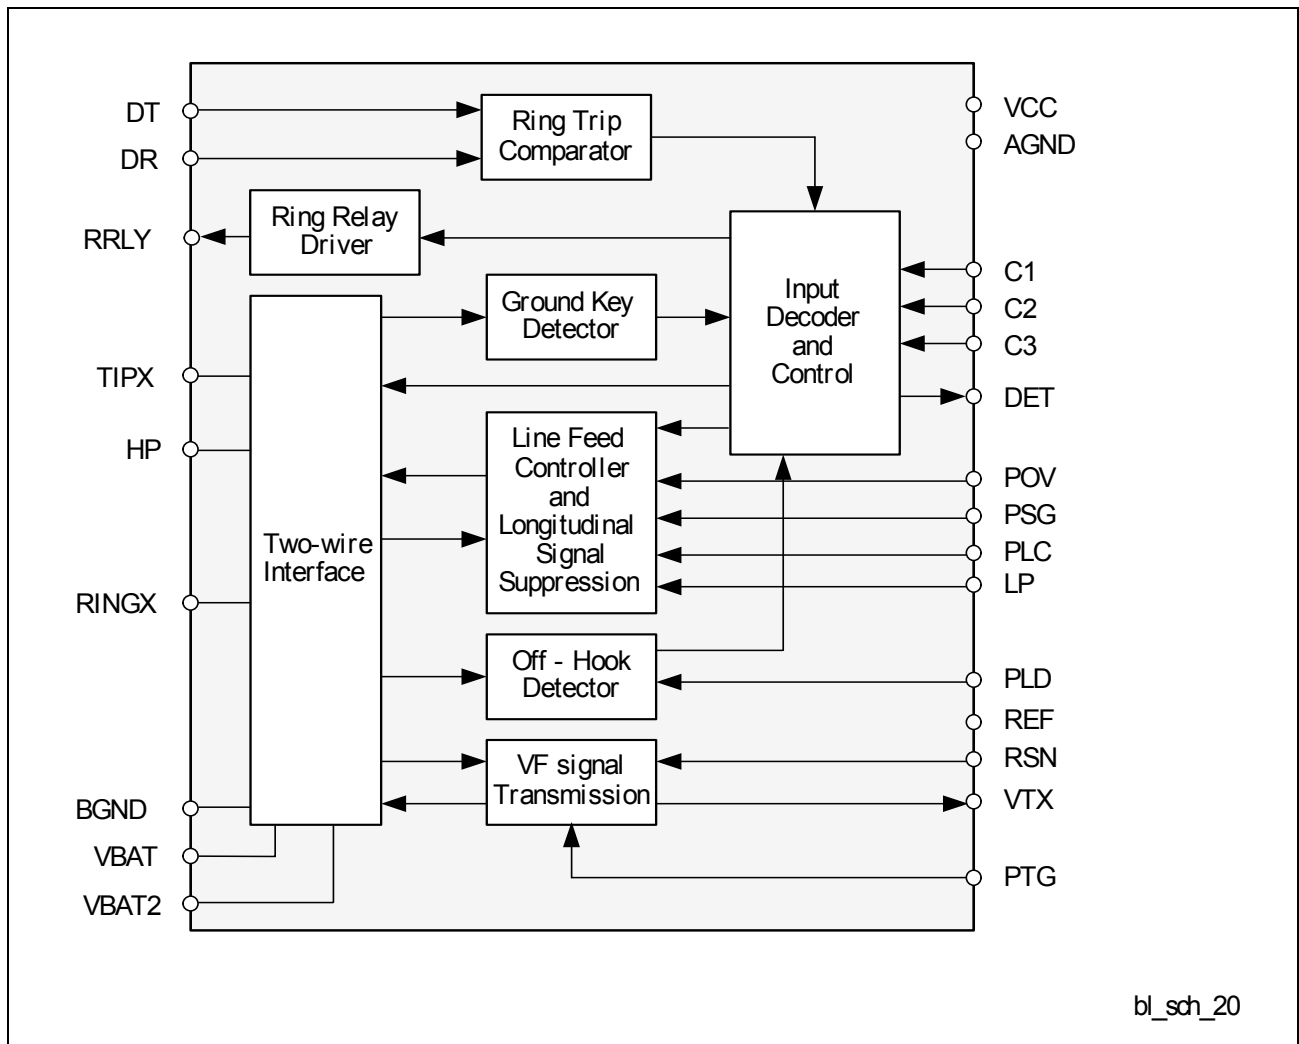 DT
DR
RRLY
TIPX
HP
RINGX
BGND
VBAT
VBAT2
Ring Trip
Comparator
Ring Relay
Driver
Ground Key
Detector
Input
Decoder
and
Control
Two-wire
Interface
Line Feed
Controller
and
Longitudinal
Signal
Suppression
Off - Hook
Detector
VF signal
Transmission
VCC
AGND
C1
C2
C3
DET
POV
PSG
PLC
LP
PLD
REF
RSN
VTX
PTG
bl_sch_20